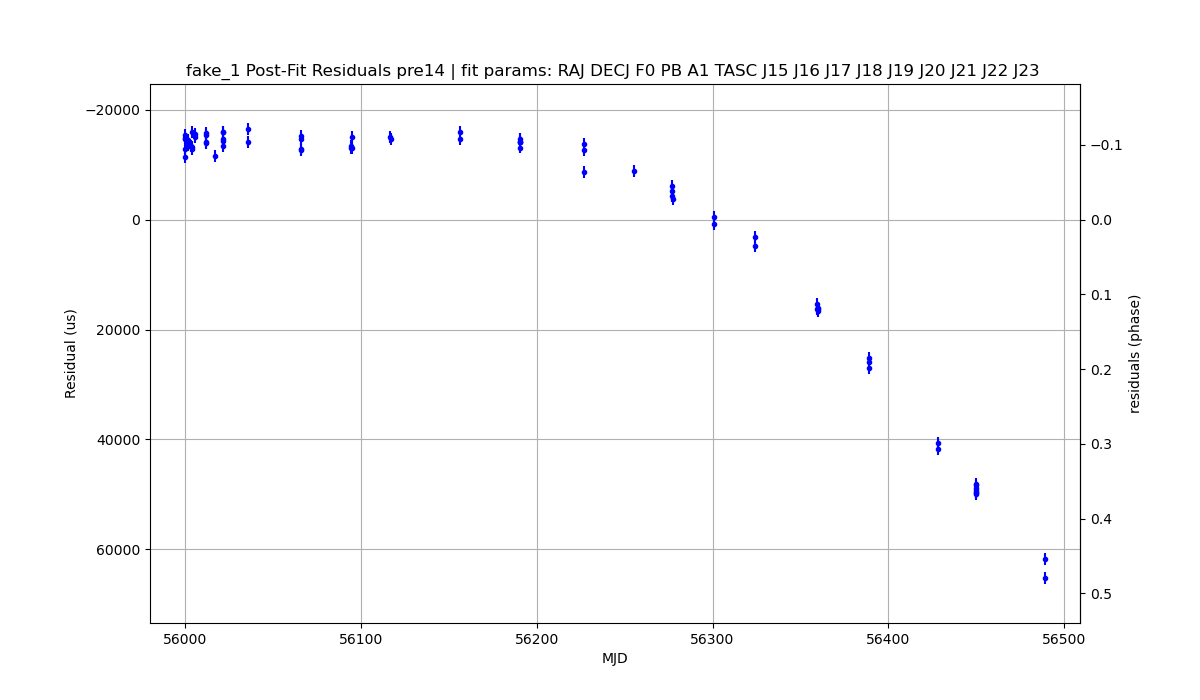 fake_1 Post-Fit Residuals pre14 | fit params: RAJ DECJ F0 PB A1 TASC J15 J16 J17 J18 J19 J20 J21 J22 J23
−20000
0
20000
40000
60000
Residual (us)
−0.1
0.0
0.1
0.2
0.3
0.4
0.5
residuals (phase)
56000 56100 56200 56300 56400 56500
MJD